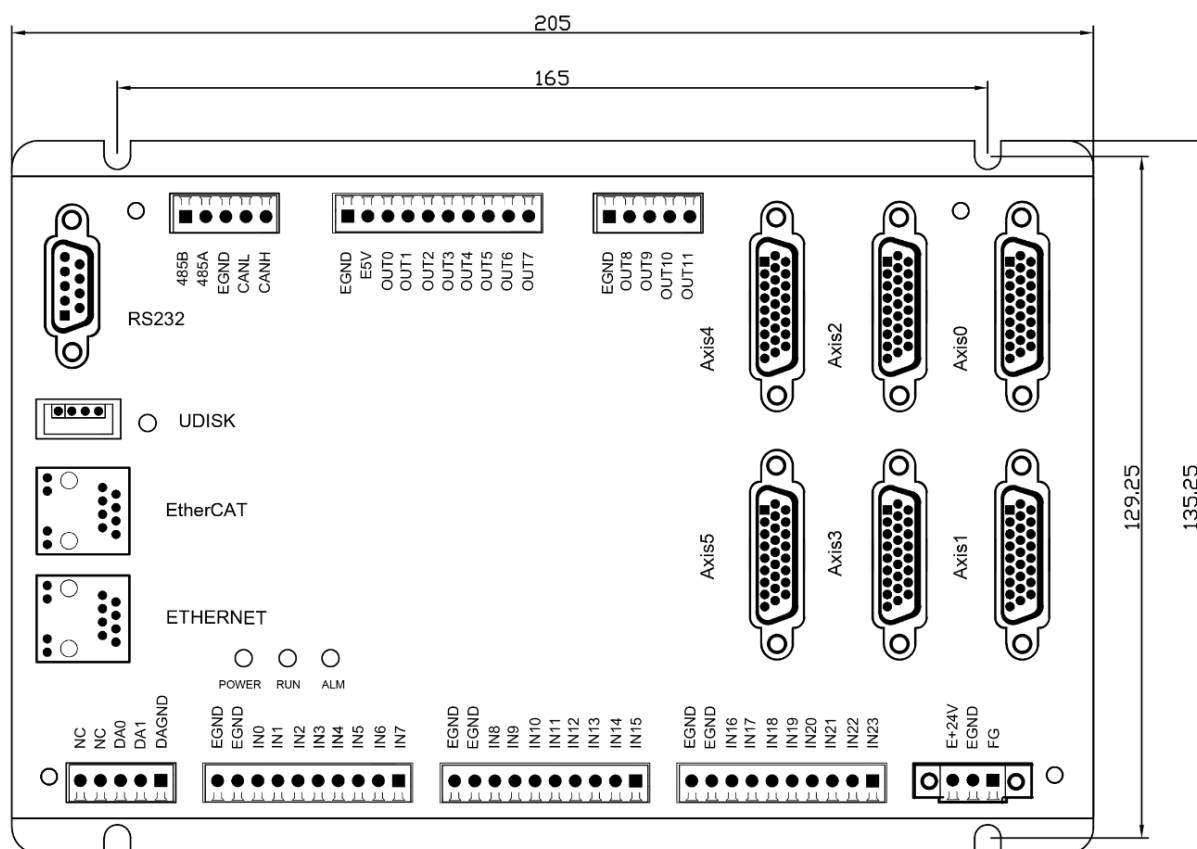 205
165
485B
485A
EGND
CANL
CANH
EGND
E5V
OUT0
OUT1
OUT2
OUT3
OUT4
OUT5
OUT6
OUT7
EGND
OUT8
OUT9
OUT10
OUT11
RS232
Axis4
Axis2
Axis0
UDISK
EtherCAT
129.25
135.25
Axis5
Axis3
Axis1
ETHERNET
POWER
RUN
ALM
NC
NC
DA0
DA1
DAGND
EGND
EGND
IN0
IN1
IN2
IN3
IN4
IN5
IN6
IN7
EGND
EGND
IN8
IN9
IN10
IN11
IN12
IN13
IN14
IN15
EGND
EGND
IN16
IN17
IN18
IN19
IN20
IN21
IN22
IN23
E+24V
EGND
FG